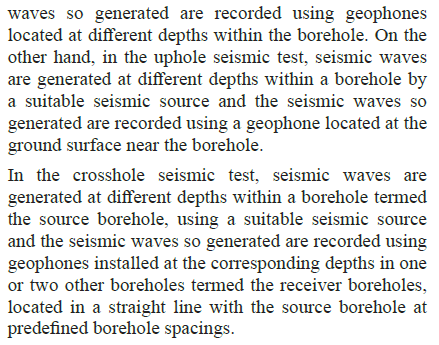 waves so generated are recorded using geophones
located at different depths within the borehole. On the
other hand, in the uphole seismic test, seismic waves
are generated at different depths within a borehole by
a suitable seismic source and the seismic waves so
generated are recorded using a geophone located at the
ground surface near the borehole.
In the crosshole seismic test, seismic waves are
generated at different depths within a borehole termed
the source borehole, using a suitable seismic source
and the seismic waves so generated are recorded using
geophones installed at the corresponding depths in one
or two other boreholes termed the receiver boreholes,
located in a straight line with the source borehole at
predefined borehole spacings.